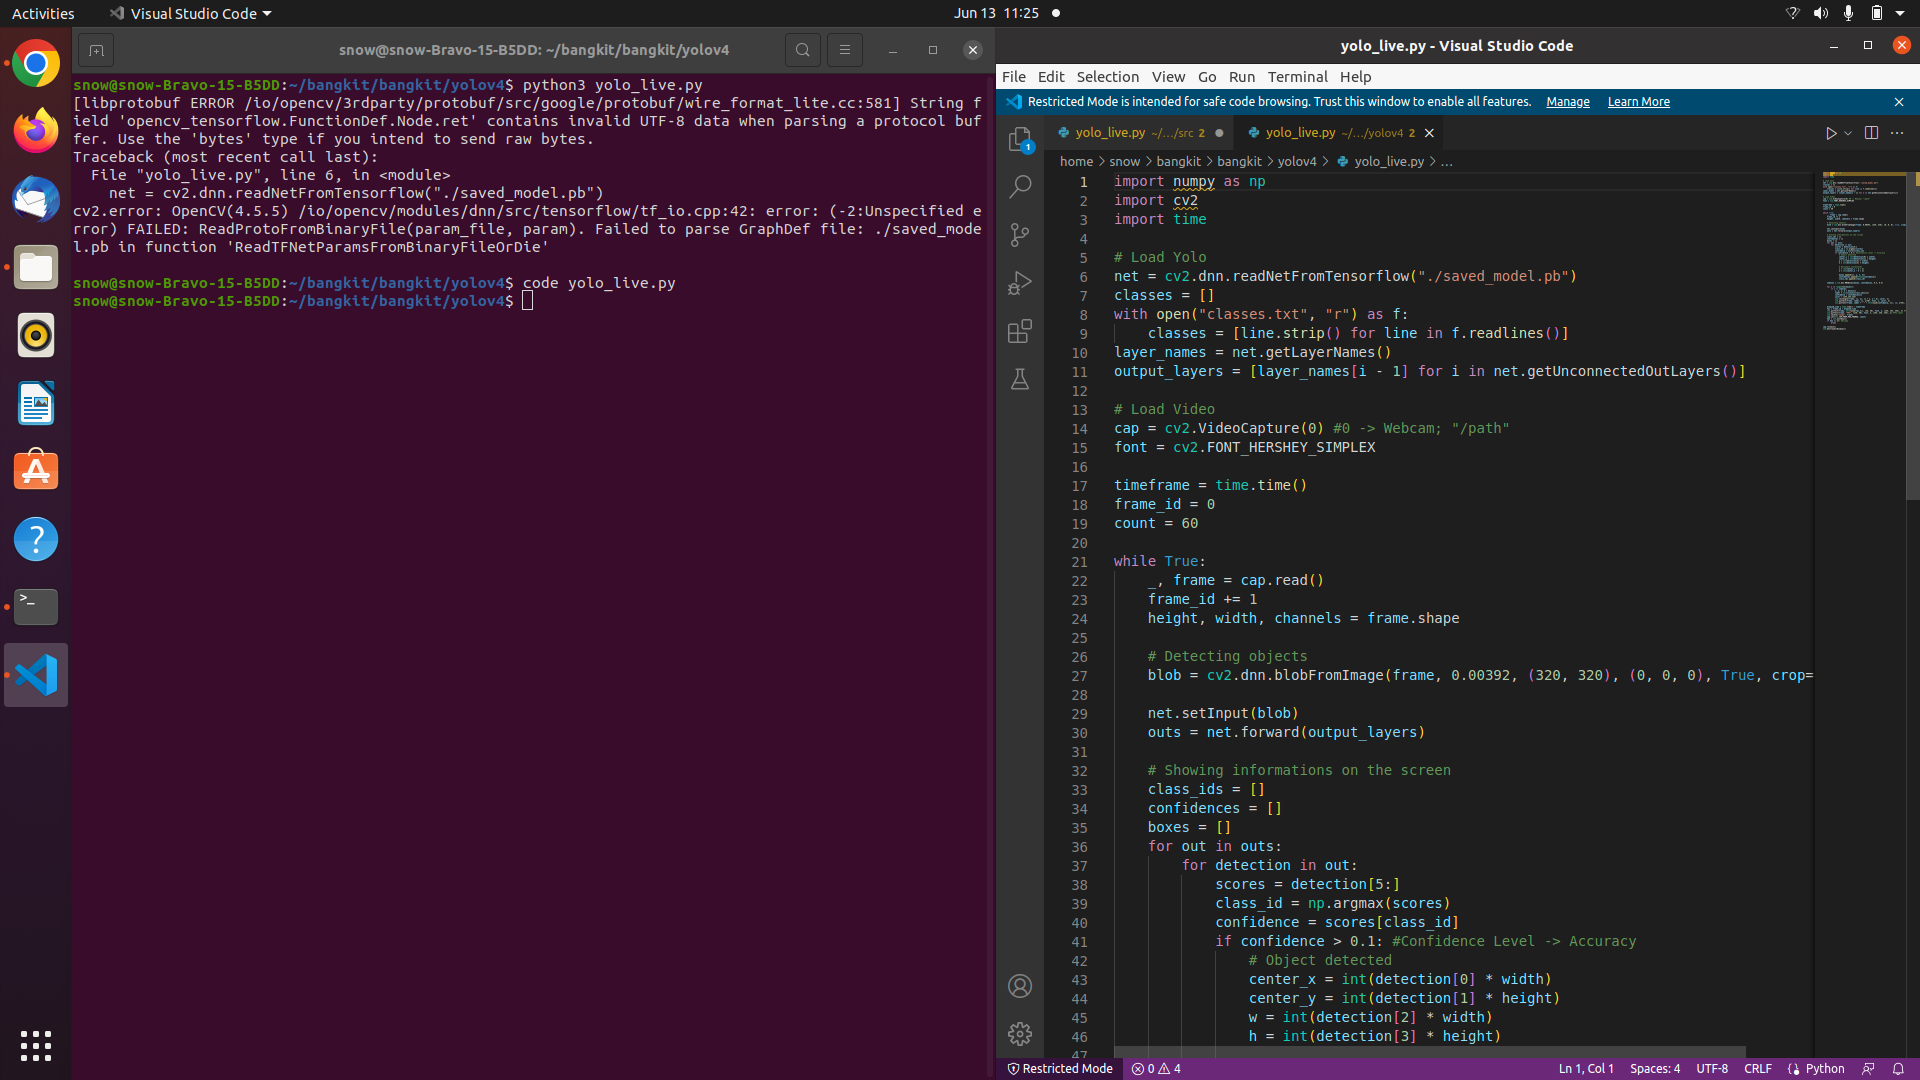 Activities
Visual Studio Code
Jun 13 11:25
snow@snow-Bravo-15-B5DD: ~/bangkit/bangkit/yolov4
snow@snow-Bravo-15-B5DD:~/bangkit/bangkit/yolov4$ python3 yolo_live.py
[libprotobuf ERROR /io/opencv/3rdparty/protobuf/src/google/protobuf/wire_format_lite.cc:581] String f
ield 'opencv_tensorflow.FunctionDef.Node.ret' contains invalid UTF-8 data when parsing a protocol buf
fer. Use the 'bytes' type if you intend to send raw bytes.
Traceback (most recent call last):
  File "yolo_live.py", line 6, in <module>
    net = cv2.dnn.readNetFromTensorflow("./saved_model.pb")
cv2.error: OpenCV(4.5.5) /io/opencv/modules/dnn/src/tensorflow/tf_io.cpp:42: error: (-2:Unspecified e
rror) FAILED: ReadProtoFromBinaryFile(param_file, param). Failed to parse GraphDef file: ./saved_mode
l.pb in function 'ReadTFNetParamsFromBinaryFileOrDie'
snow@snow-Bravo-15-B5DD:~/bangkit/bangkit/yolov4$ code yolo_live.py
snow@snow-Bravo-15-B5DD:~/bangkit/bangkit/yolov4$
yolo_live.py - Visual Studio Code
File Edit Selection View Go Run Terminal Help
Restricted Mode is intended for safe code browsing. Trust this window to enable all features. Manage Learn More
yolo_live.py ~/.../src 2
yolo_live.py ~/.../yolov4 2
home > snow > bangkit > bangkit > yolov4 > yolo_live.py > ...
1 import numpy as np
2 import cv2
3 import time
4
5 # Load Yolo
6 net = cv2.dnn.readNetFromTensorflow("./saved_model.pb")
7 classes = []
8 with open("classes.txt", "r") as f:
9     classes = [line.strip() for line in f.readlines()]
10 layer_names = net.getLayerNames()
11 output_layers = [layer_names[i - 1] for i in net.getUnconnectedOutLayers()]
12
13 # Load Video
14 cap = cv2.VideoCapture(0) #0 -> Webcam; "/path"
15 font = cv2.FONT_HERSHEY_SIMPLEX
16
17 timeframe = time.time()
18 frame_id = 0
19 count = 60
20
21 while True:
22     _, frame = cap.read()
23     frame_id += 1
24     height, width, channels = frame.shape
25
26     # Detecting objects
27     blob = cv2.dnn.blobFromImage(frame, 0.00392, (320, 320), (0, 0, 0), True, crop=
28
29     net.setInput(blob)
30     outs = net.forward(output_layers)
31
32     # Showing informations on the screen
33     class_ids = []
34     confidences = []
35     boxes = []
36     for out in outs:
37         for detection in out:
38             scores = detection[5:]
39             class_id = np.argmax(scores)
40             confidence = scores[class_id]
41             if confidence > 0.1: #Confidence Level -> Accuracy
42                 # Object detected
43                 center_x = int(detection[0] * width)
44                 center_y = int(detection[1] * height)
45                 w = int(detection[2] * width)
46                 h = int(detection[3] * height)
47
Restricted Mode 0 4 Ln 1, Col 1 Spaces: 4 UTF-8 CRLF Python